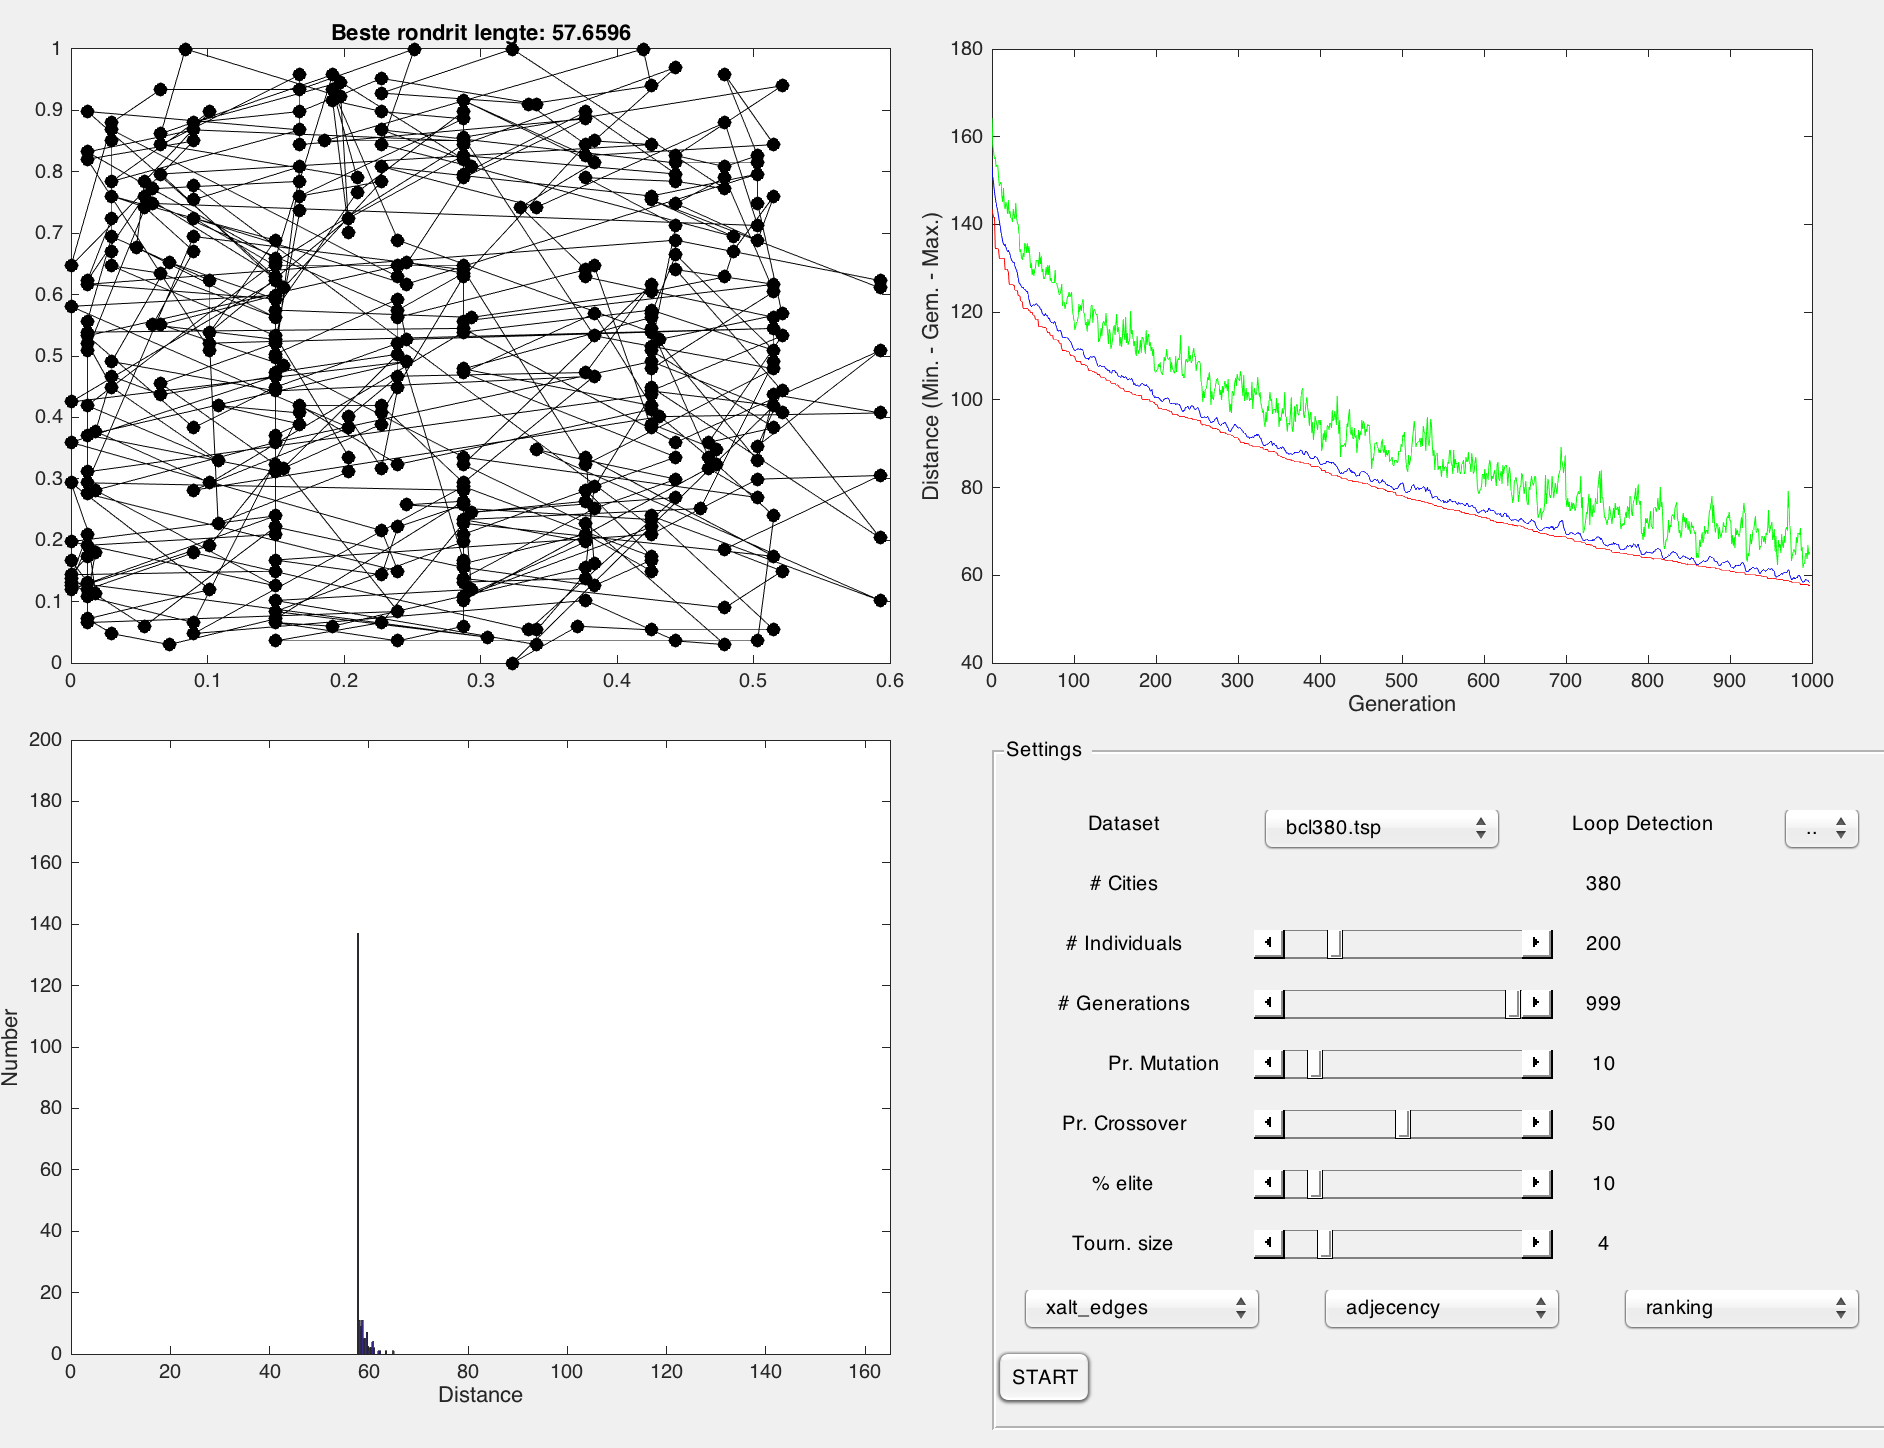 Beste rondrit lengte: 57.6596
1
0.9
0.8
0.7
0.6
0.5
0.4
0.3
0.2
0.1
0
0 0.1 0.2 0.3 0.4 0.5 0.6
180
160
140
120
100
80
60
40
Distance (Min. - Gem. - Max.)
0 100 200 300 400 500 600 700 800 900 1000
Generation
200
180
160
140
120
100
80
60
40
20
0
Number
0 20 40 60 80 100 120 140 160
Distance
Settings
Dataset bcl380.tsp Loop Detection ..
# Cities 380
# Individuals 200
# Generations 999
Pr. Mutation 10
Pr. Crossover 50
% elite 10
Tourn. size 4
xalt_edges adjecency ranking
START